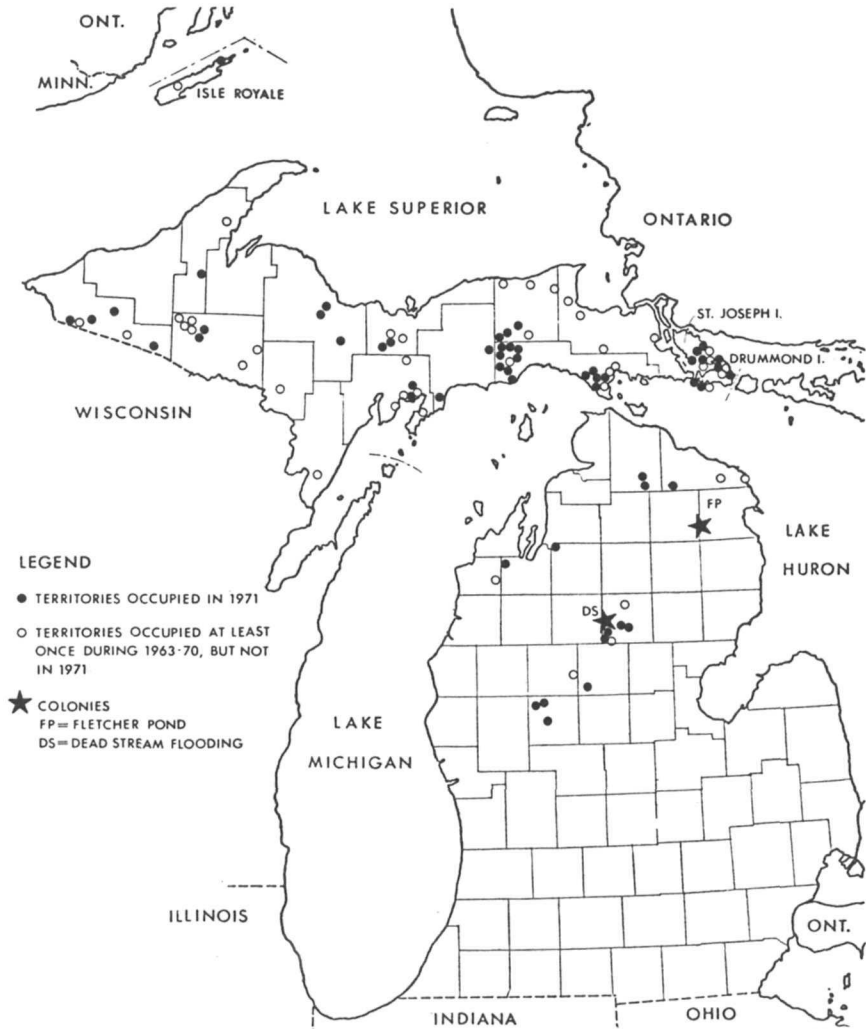 ONT.
MINN.
ISLE ROYALE
LAKE SUPERIOR
ONTARIO
ST. JOSEPH I.
DRUMMOND I.
WISCONSIN
FP
LAKE
HURON
LEGEND
TERRITORIES OCCUPIED IN 1971
TERRITORIES OCCUPIED AT LEAST
ONCE DURING 1963-70, BUT NOT
IN 1971
COLONIES
FP=FLETCHER POND
DS=DEAD STREAM FLOODING
DS
LAKE
MICHIGAN
ILLINOIS
ONT.
INDIANA
OHIO